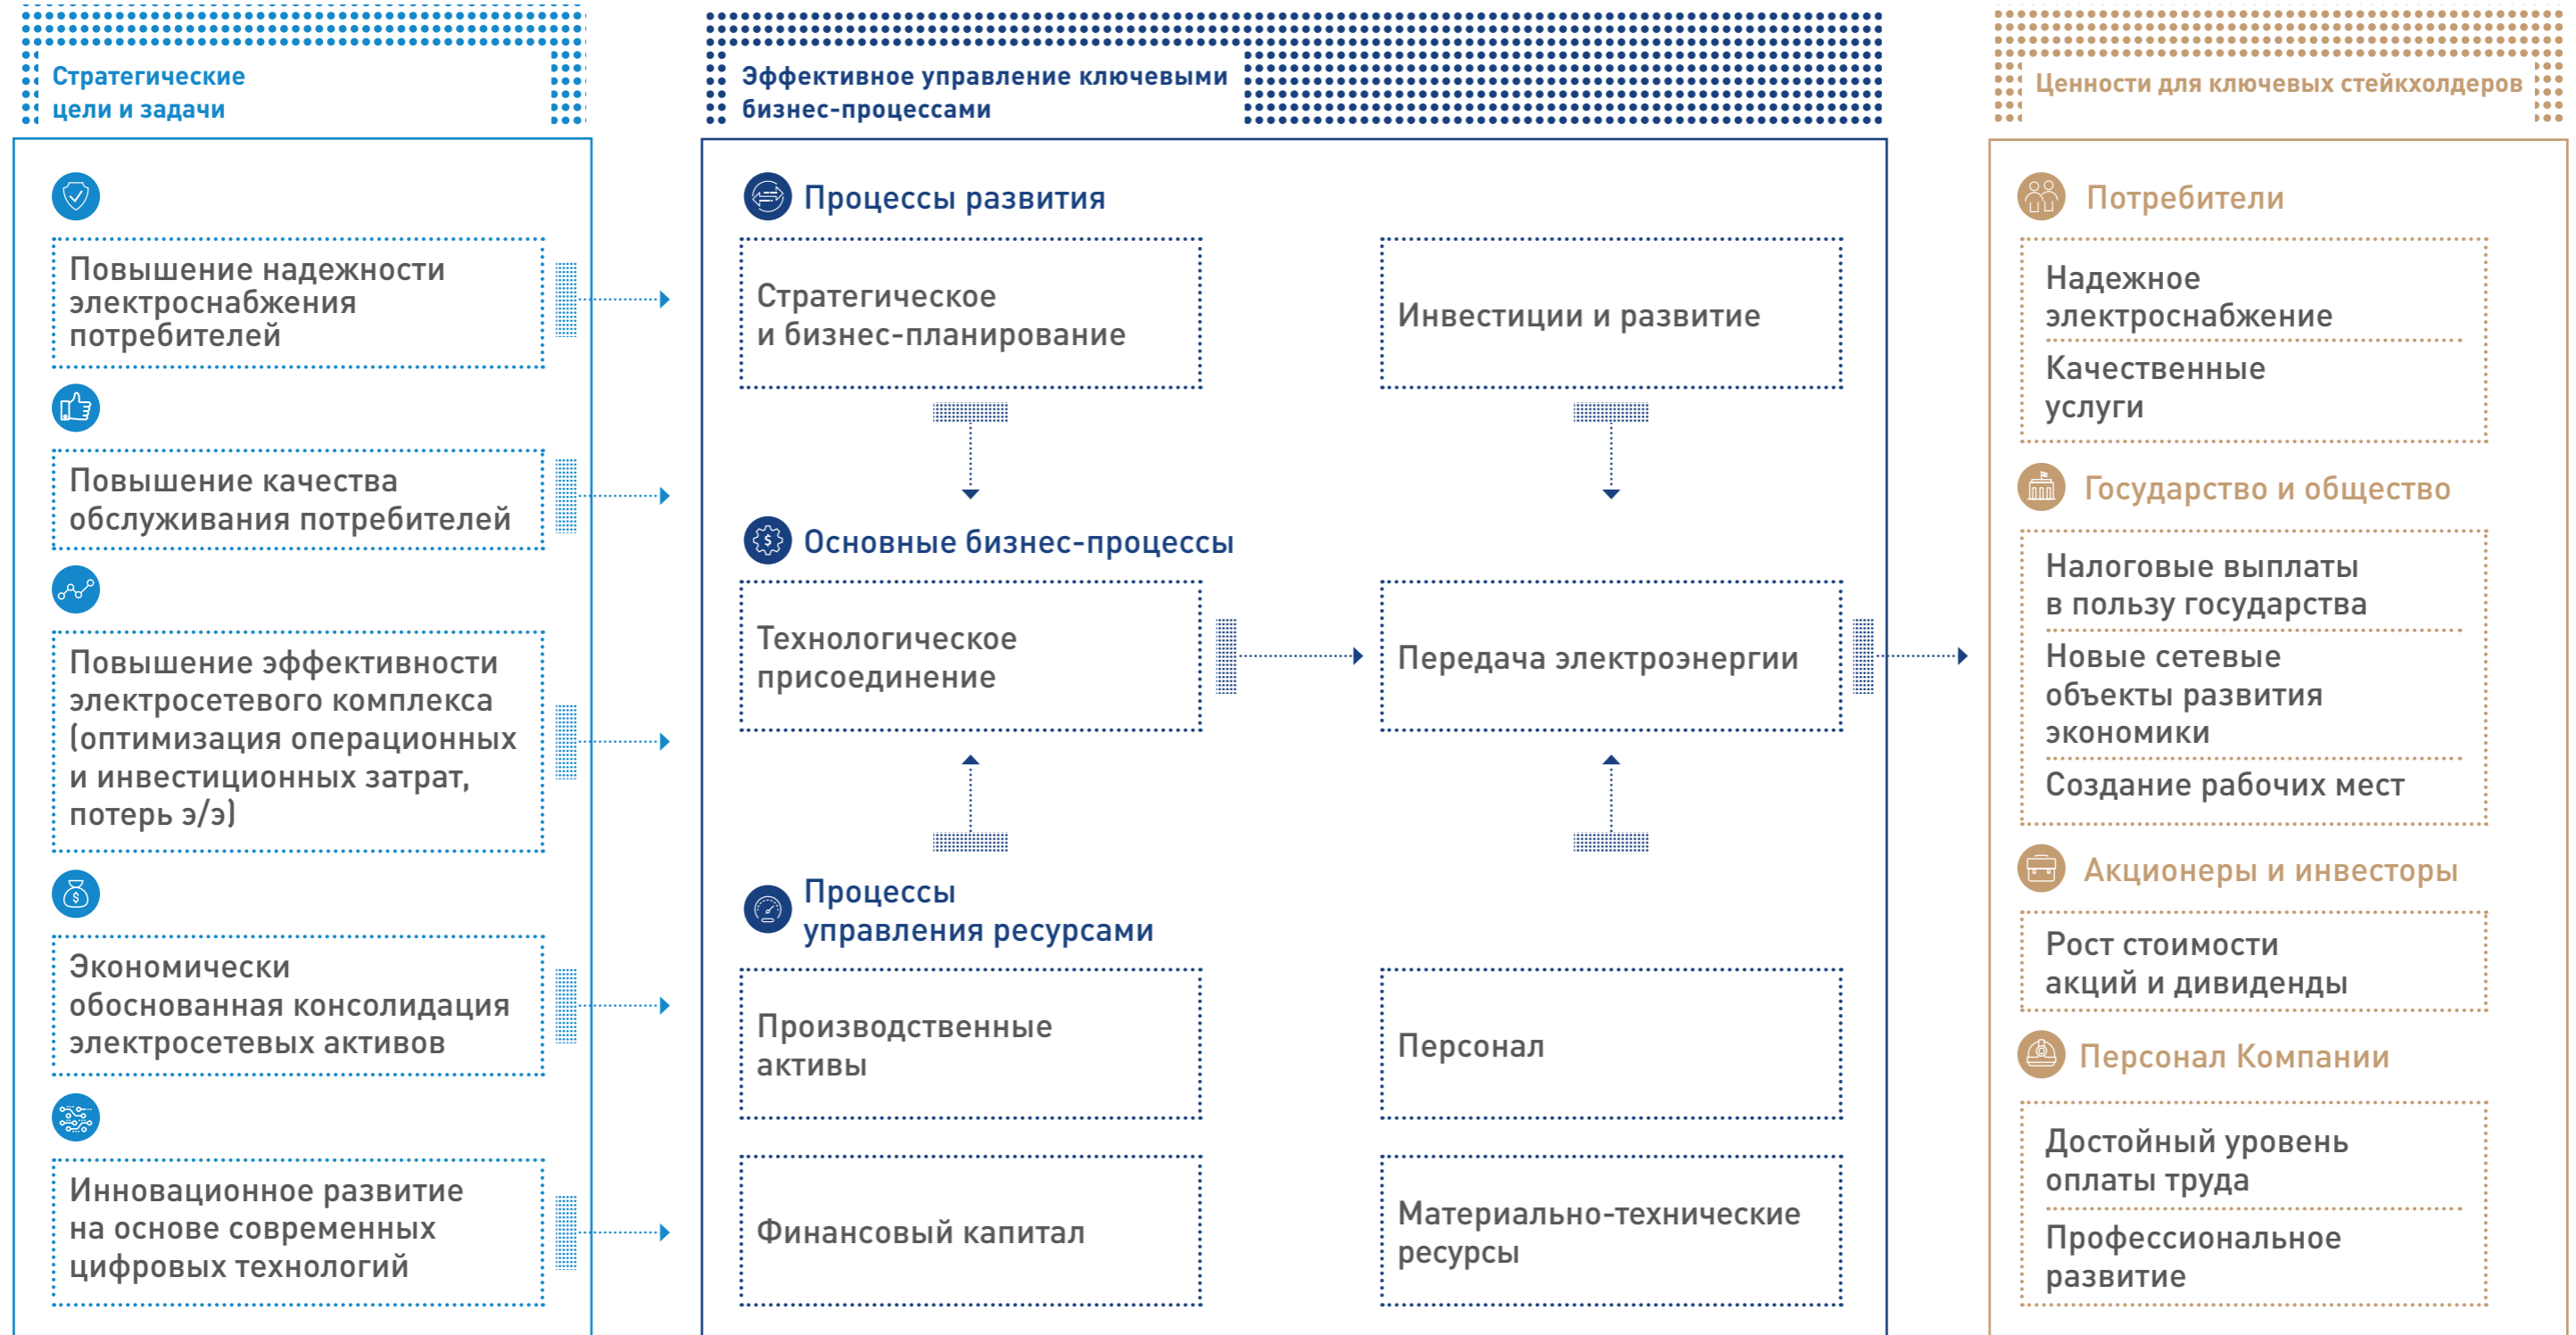 Стратегические
цели и задачи
Повышение надежности
электроснабжения
потребителей
Повышение качества
обслуживания потребителей
Повышение эффективности
электросетевого комплекса
(оптимизация операционных
и инвестиционных затрат,
потерь э/э)
Экономически
обоснованная консолидация
электросетевых активов
Инновационное развитие
на основе современных
цифровых технологий
Эффективное управление ключевыми
бизнес-процессами
Процессы развития
Стратегическое
и бизнес-планирование
Инвестиции и развитие
Основные бизнес-процессы
Технологическое
присоединение
Передача электроэнергии
Процессы
управления ресурсами
Производственные
активы
Персонал
Финансовый капитал
Материально-технические
ресурсы
Ценности для ключевых стейкхолдеров
Потребители
Надежное
электроснабжение
Качественные
услуги
Государство и общество
Налоговые выплаты
в пользу государства
Новые сетевые
объекты развития
экономики
Создание рабочих мест
Акционеры и инвесторы
Рост стоимости
акций и дивиденды
Персонал Компании
Достойный уровень
оплаты труда
Профессиональное
развитие